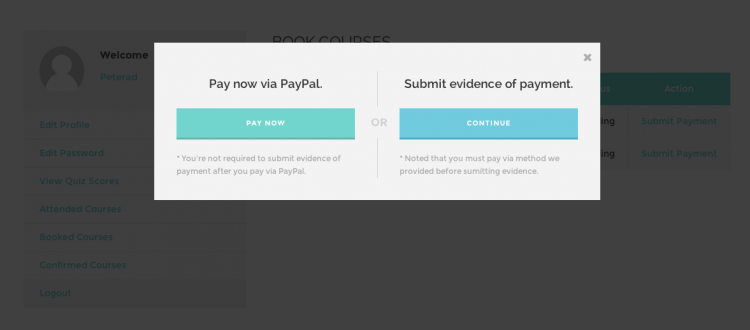 BOOK COURSES
Welcome
Peterad
Edit Profile
Edit Password
View Quiz Scores
Attended Courses
Booked Courses
Confirmed Courses
Logout
Action
Submit Payment
Submit Payment
Pay now via PayPal.
PAY NOW
* You're not required to submit evidence of
payment after you pay via PayPal.
OR
Submit evidence of payment.
CONTINUE
* Noted that you must pay via method we
provided before sumitting evidence.